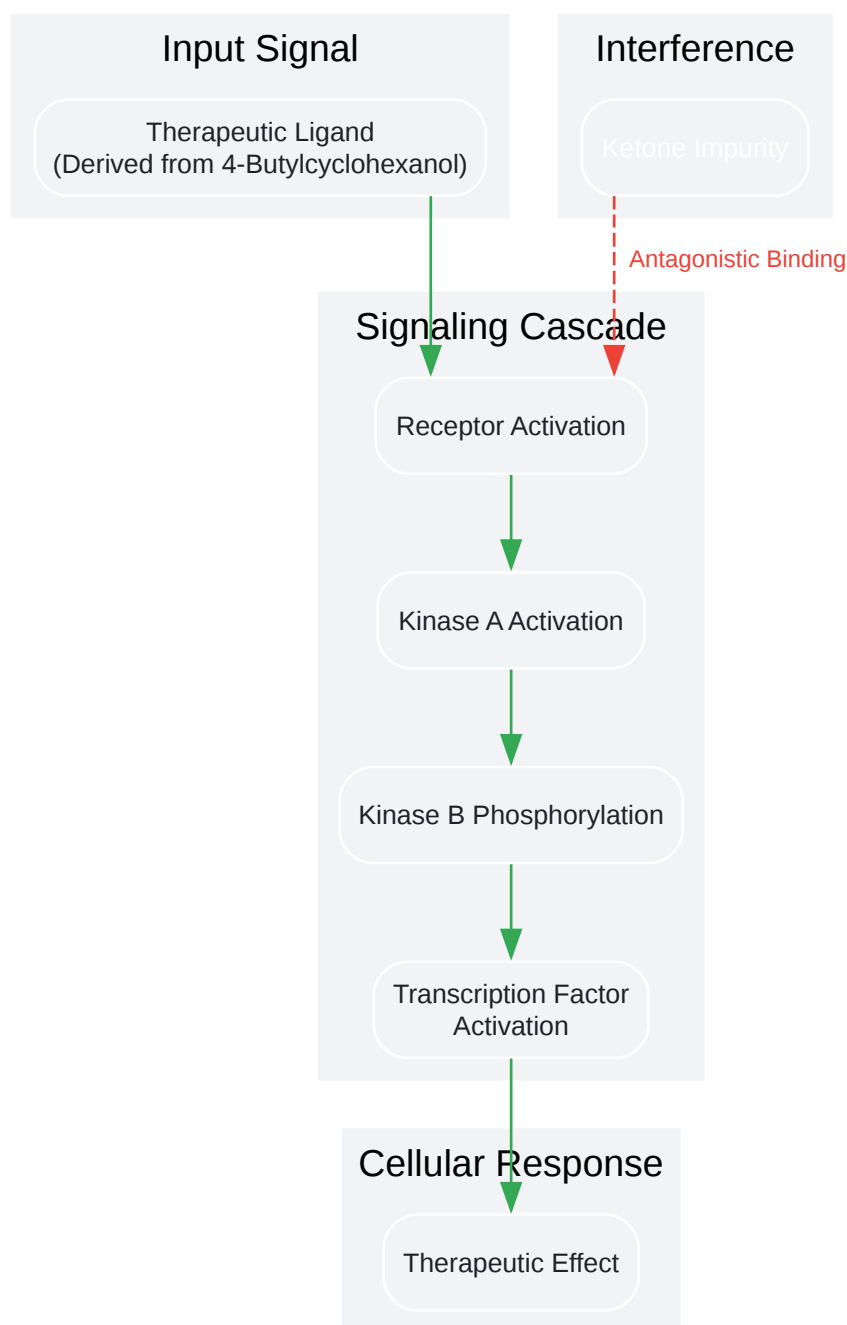 Input Signal
Therapeutic Ligand
(Derived from 4-Butylcyclohexanol)
Interference
Ketone Impurity
Antagonistic Binding
Signaling Cascade
Receptor Activation
Kinase A Activation
Kinase B Phosphorylation
Transcription Factor
Activation
Cellular Response
Therapeutic Effect